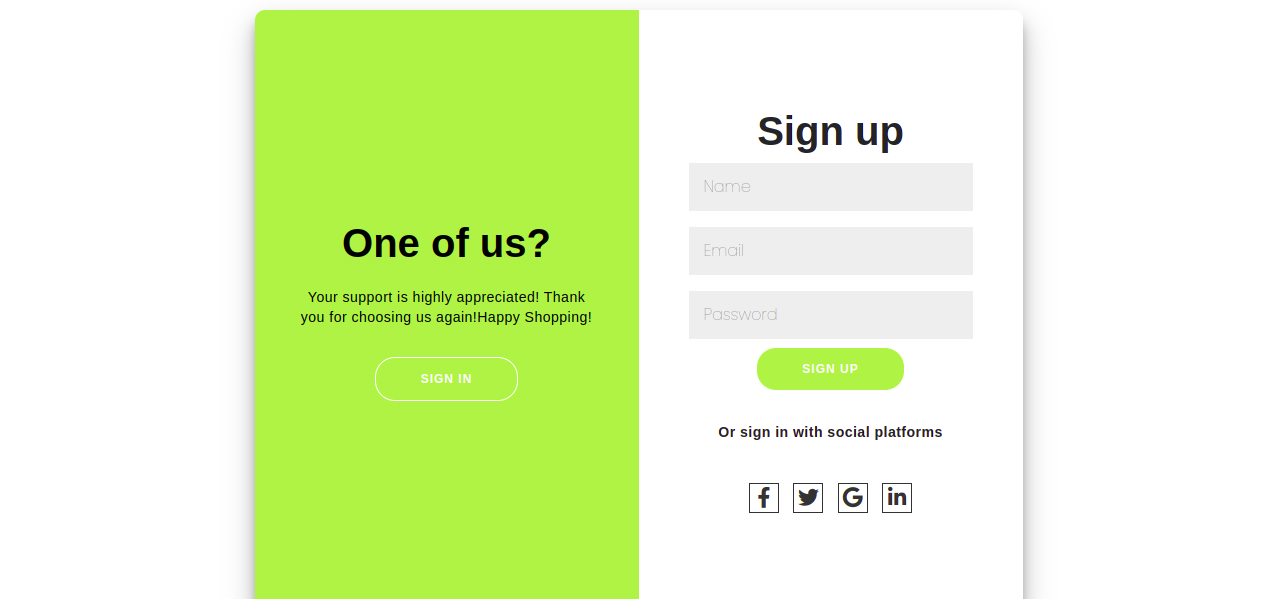 One of us?
Your support is highly appreciated! Thank
you for choosing us again!Happy Shopping!
SIGN IN
Sign up
Name
Email
Password
SIGN UP
Or sign in with social platforms